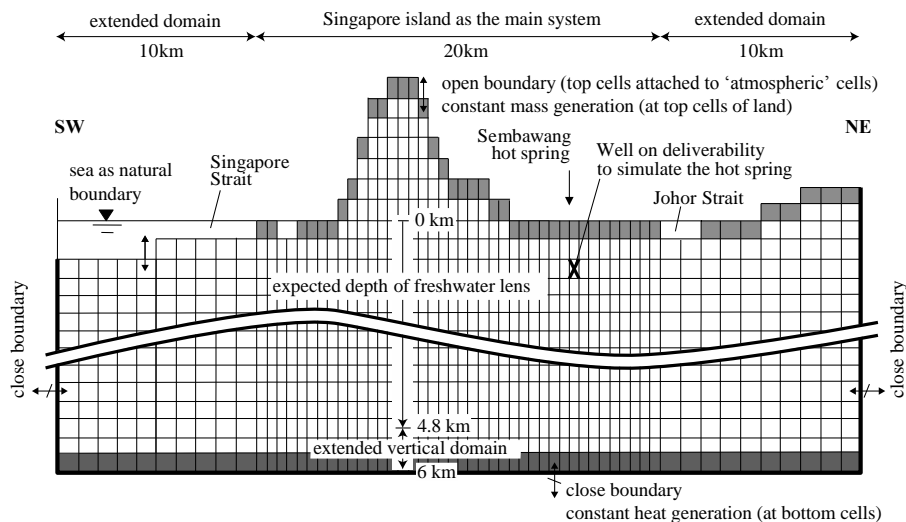 extended domain
Singapore island as the main system
extended domain
10km
20km
10km
open boundary (top cells attached to ‘atmospheric’ cells)
constant mass generation (at top cells of land)
SW
NE
Sembawang
hot spring
Well on deliverability
to simulate the hot spring
Singapore
Strait
sea as natural
boundary
Johor Strait
0 km
expected depth of freshwater lens
close boundary
close boundary
4.8 km
extended vertical domain
6 km
close boundary
constant heat generation (at bottom cells)